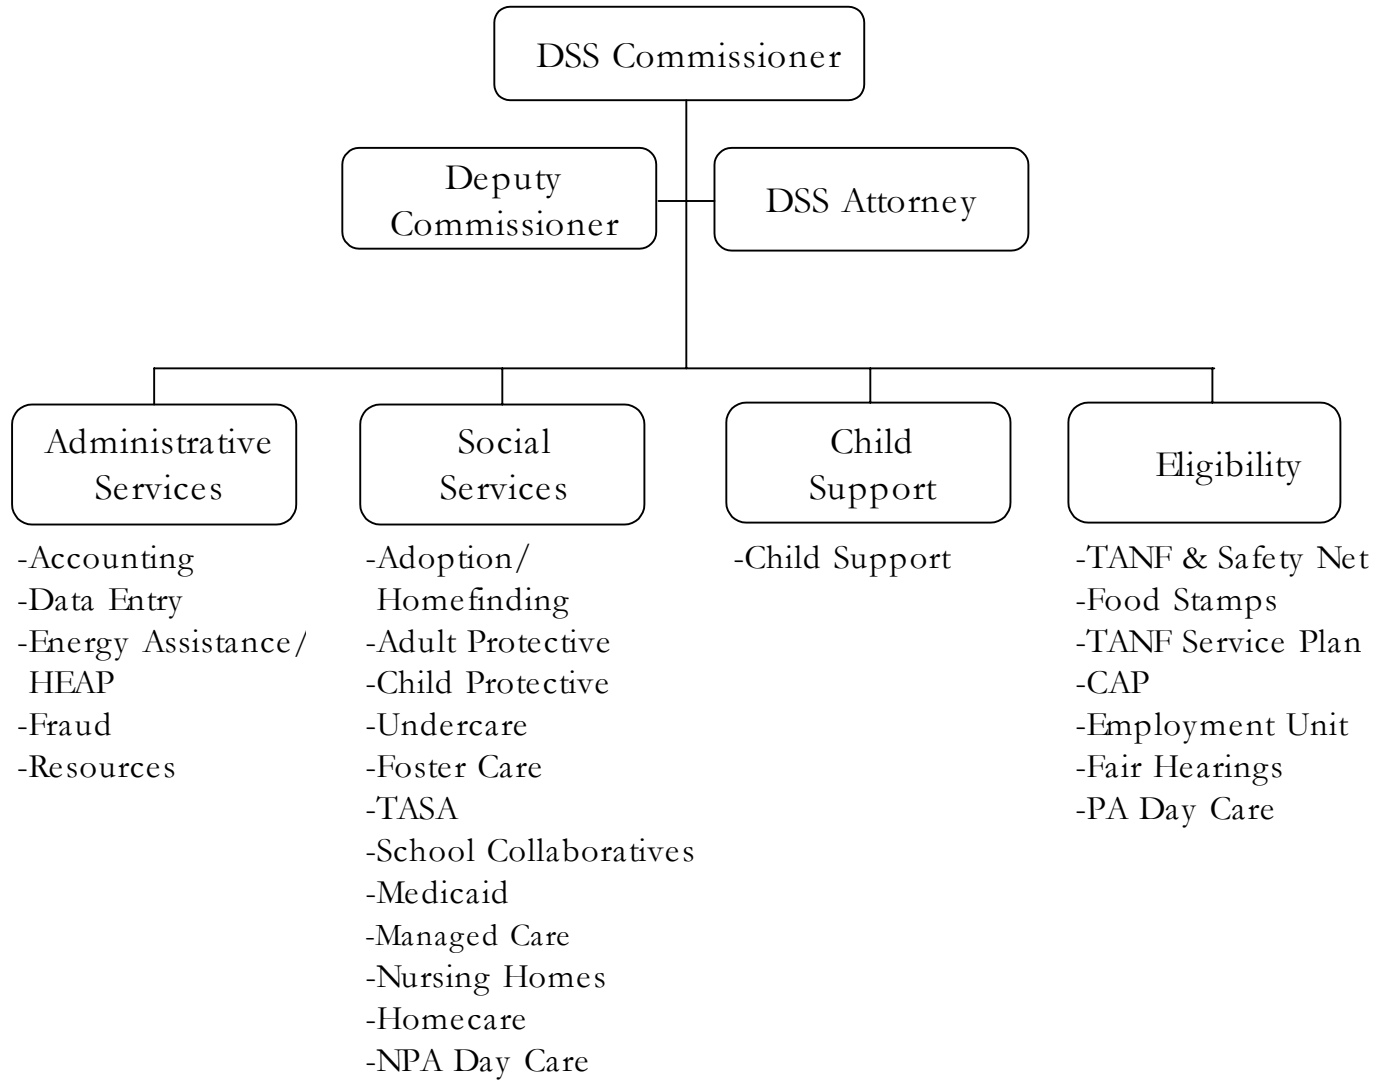 DSS Commissioner
Deputy
Commissioner
DSS Attorney
Administrative
Services
Social
Services
Child
Support
Eligibility
-Accounting
-Data Entry
-Energy Assistance/
HEAP
-Fraud
-Resources
-Adoption/
Homefinding
-Adult Protective
-Child Protective
-Undercare
-Foster Care
-TASA
-School Collaboratives
-Medicaid
-Managed Care
-Nursing Homes
-Homecare
-NPA Day Care
-Child Support
-TANF & Safety Net
-Food Stamps
-TANF Service Plan
-CAP
-Employment Unit
-Fair Hearings
-PA Day Care